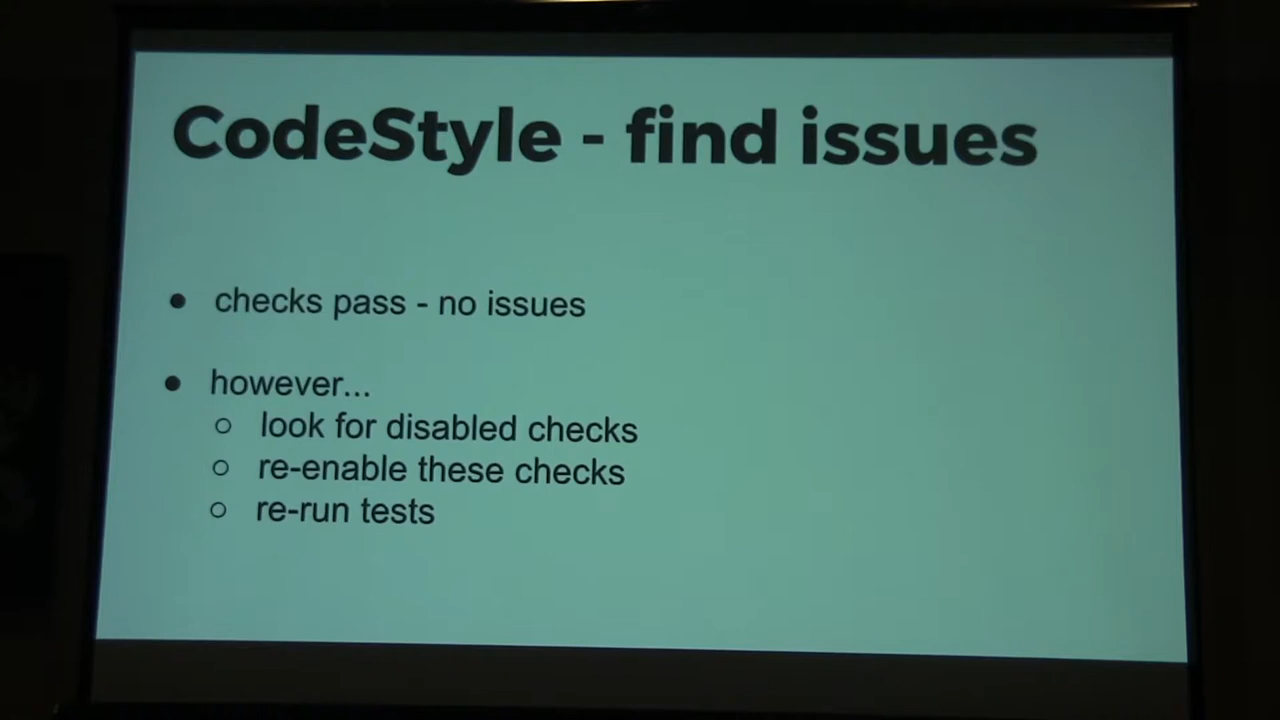 CodeStyle - find issues
● checks pass - no issues
● however...
○ look for disabled checks
○ re-enable these checks
○ re-run tests